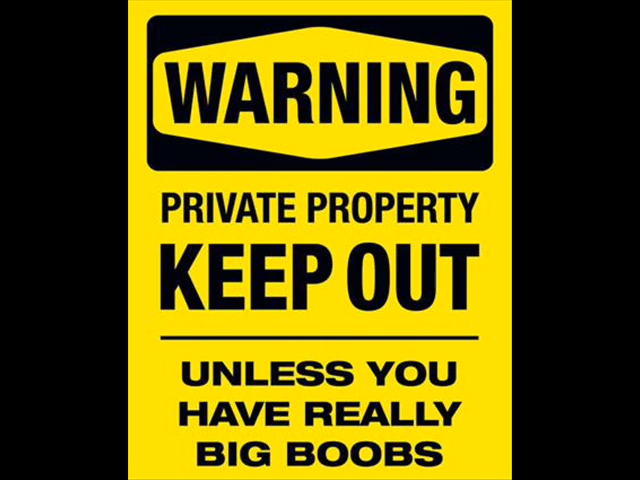 WARNING
PRIVATE PROPERTY
KEEP OUT
UNLESS YOU
HAVE REALLY
BIG BOOBS